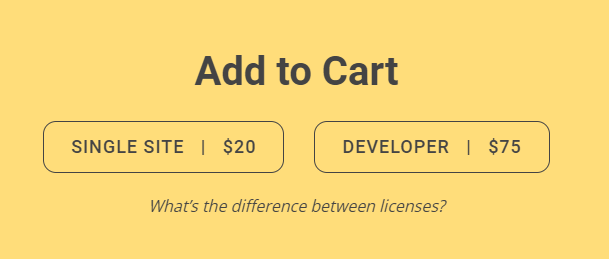 Add to Cart
SINGLE SITE | $20 DEVELOPER | $75
What's the difference between licenses?